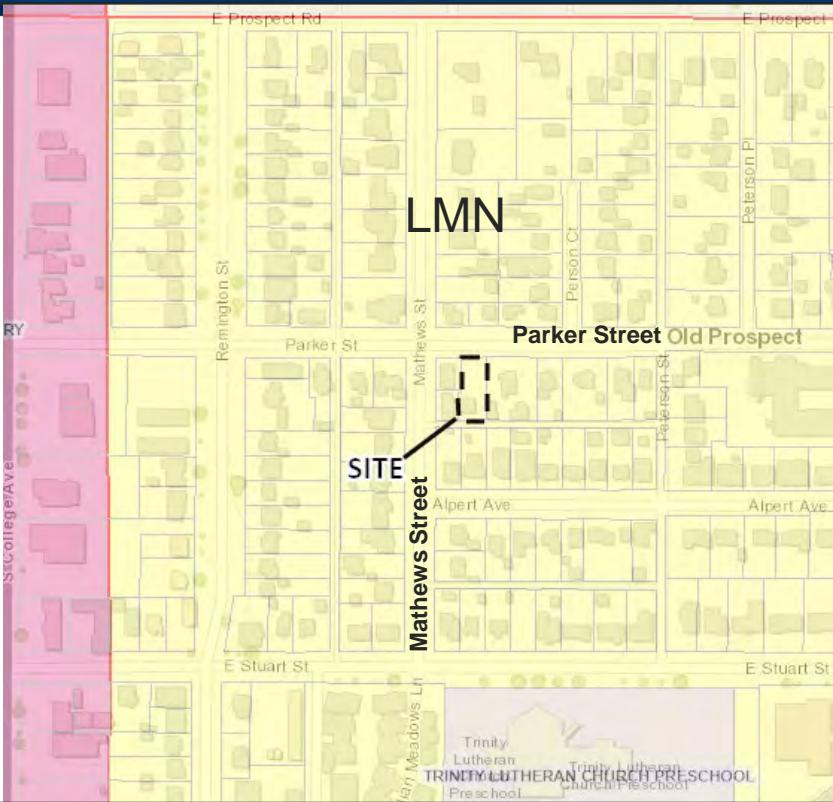 E Prospect Rd
E Prospect
LMN
Peterson Pl
Person Ct
Remington St
Mathews St
RY
Parker St
Parker Street Old Prospect
Peterson St
SITE
S College Ave
Mathews Street
Alpert Ave
Alpert Ave
E Stuart St
E Stuart St
Meadows Ln
Trinity
Lutheran
Preschool
Trinity Lutheran
Church/Preschool
TRINITY LUTHERAN CHURCH PRESCHOOL